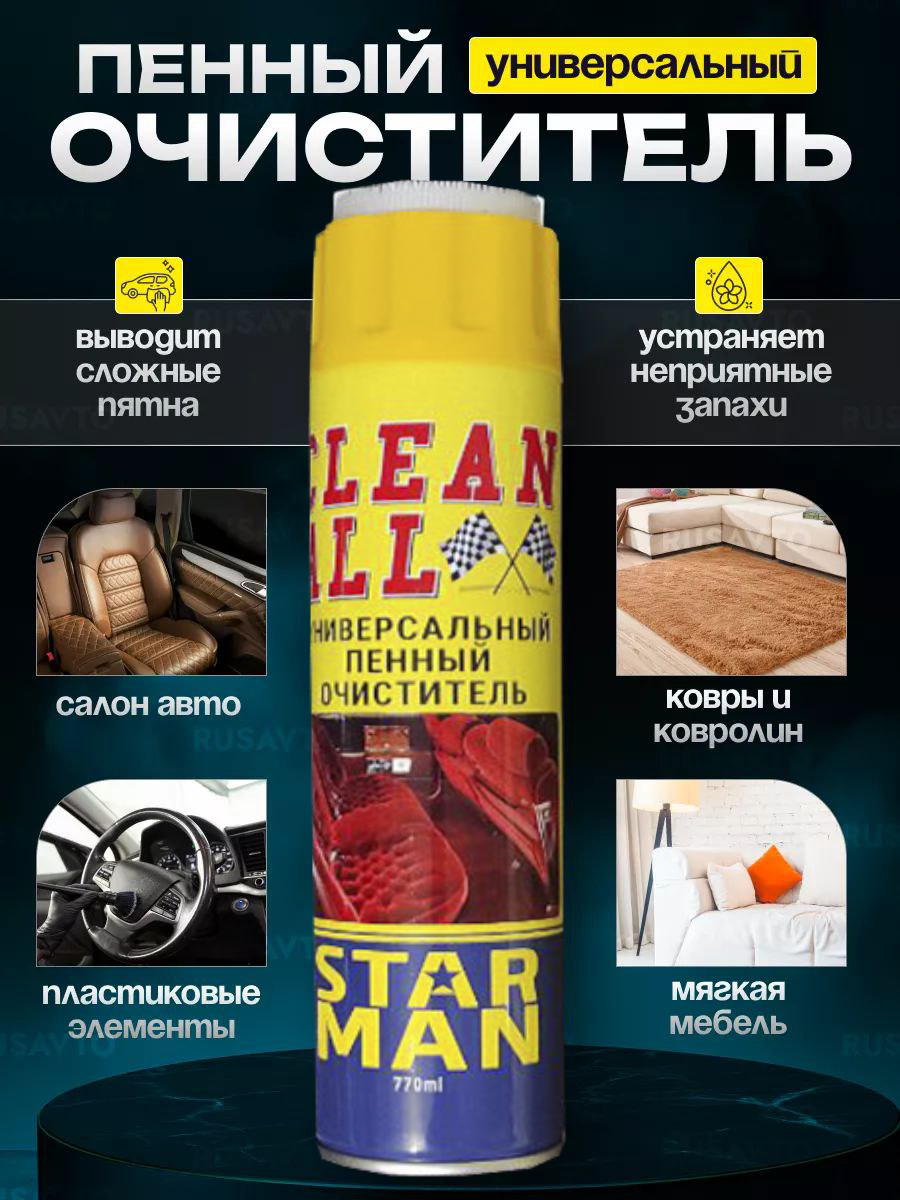 ПЕННЫЙ универсальный
ОЧИСТИТЕЛЬ
выводит
сложные
пятна
устраняет
неприятные
запахи
CLEAN
ALL
УНИВЕРСАЛЬНЫЙ
ПЕННЫЙ
ОЧИСТИТЕЛЬ
салон авто
ковры и
ковролин
пластиковые
элементы
мягкая
мебель
STAR
MAN
770ml
RUSAVTO